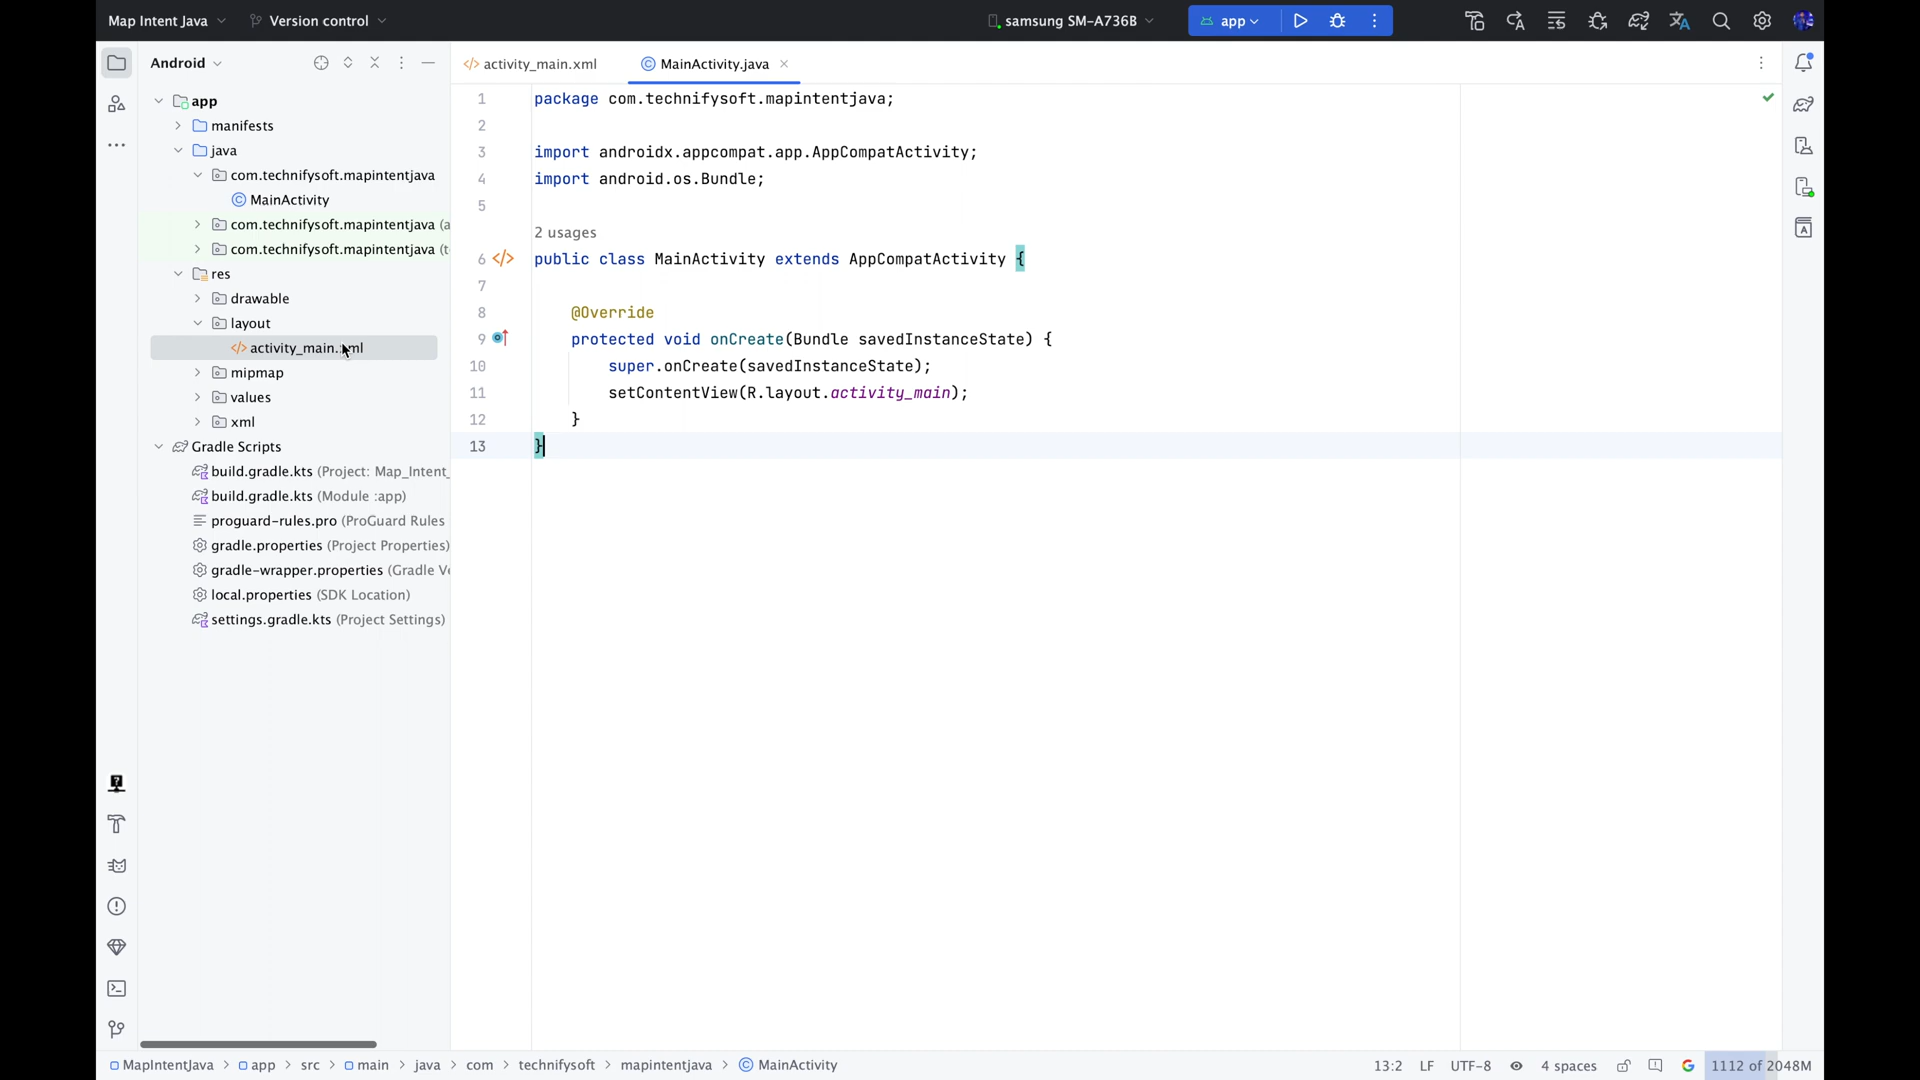 Map Intent Java
Version control
samsung SM-A736B
app
Android
activity_main.xml
MainActivity.java
app
manifests
java
com.technifysoft.mapintentjava
MainActivity
com.technifysoft.mapintentjava (a
com.technifysoft.mapintentjava (t
res
drawable
layout
activity_main.xml
mipmap
values
xml
Gradle Scripts
build.gradle.kts (Project: Map_Intent_
build.gradle.kts (Module :app)
proguard-rules.pro (ProGuard Rules
gradle.properties (Project Properties)
gradle-wrapper.properties (Gradle Ve
local.properties (SDK Location)
settings.gradle.kts (Project Settings)
1 package com.technifysoft.mapintentjava;
2
3 import androidx.appcompat.app.AppCompatActivity;
4 import android.os.Bundle;
5
2 usages
6 public class MainActivity extends AppCompatActivity {
7
8 @Override
9 protected void onCreate(Bundle savedInstanceState) {
10 super.onCreate(savedInstanceState);
11 setContentView(R.layout.activity_main);
12 }
13 }
MapIntentJava > app > src > main > java > com > technifysoft > mapintentjava > MainActivity
13:2 LF UTF-8 4 spaces 1112 of 2048M